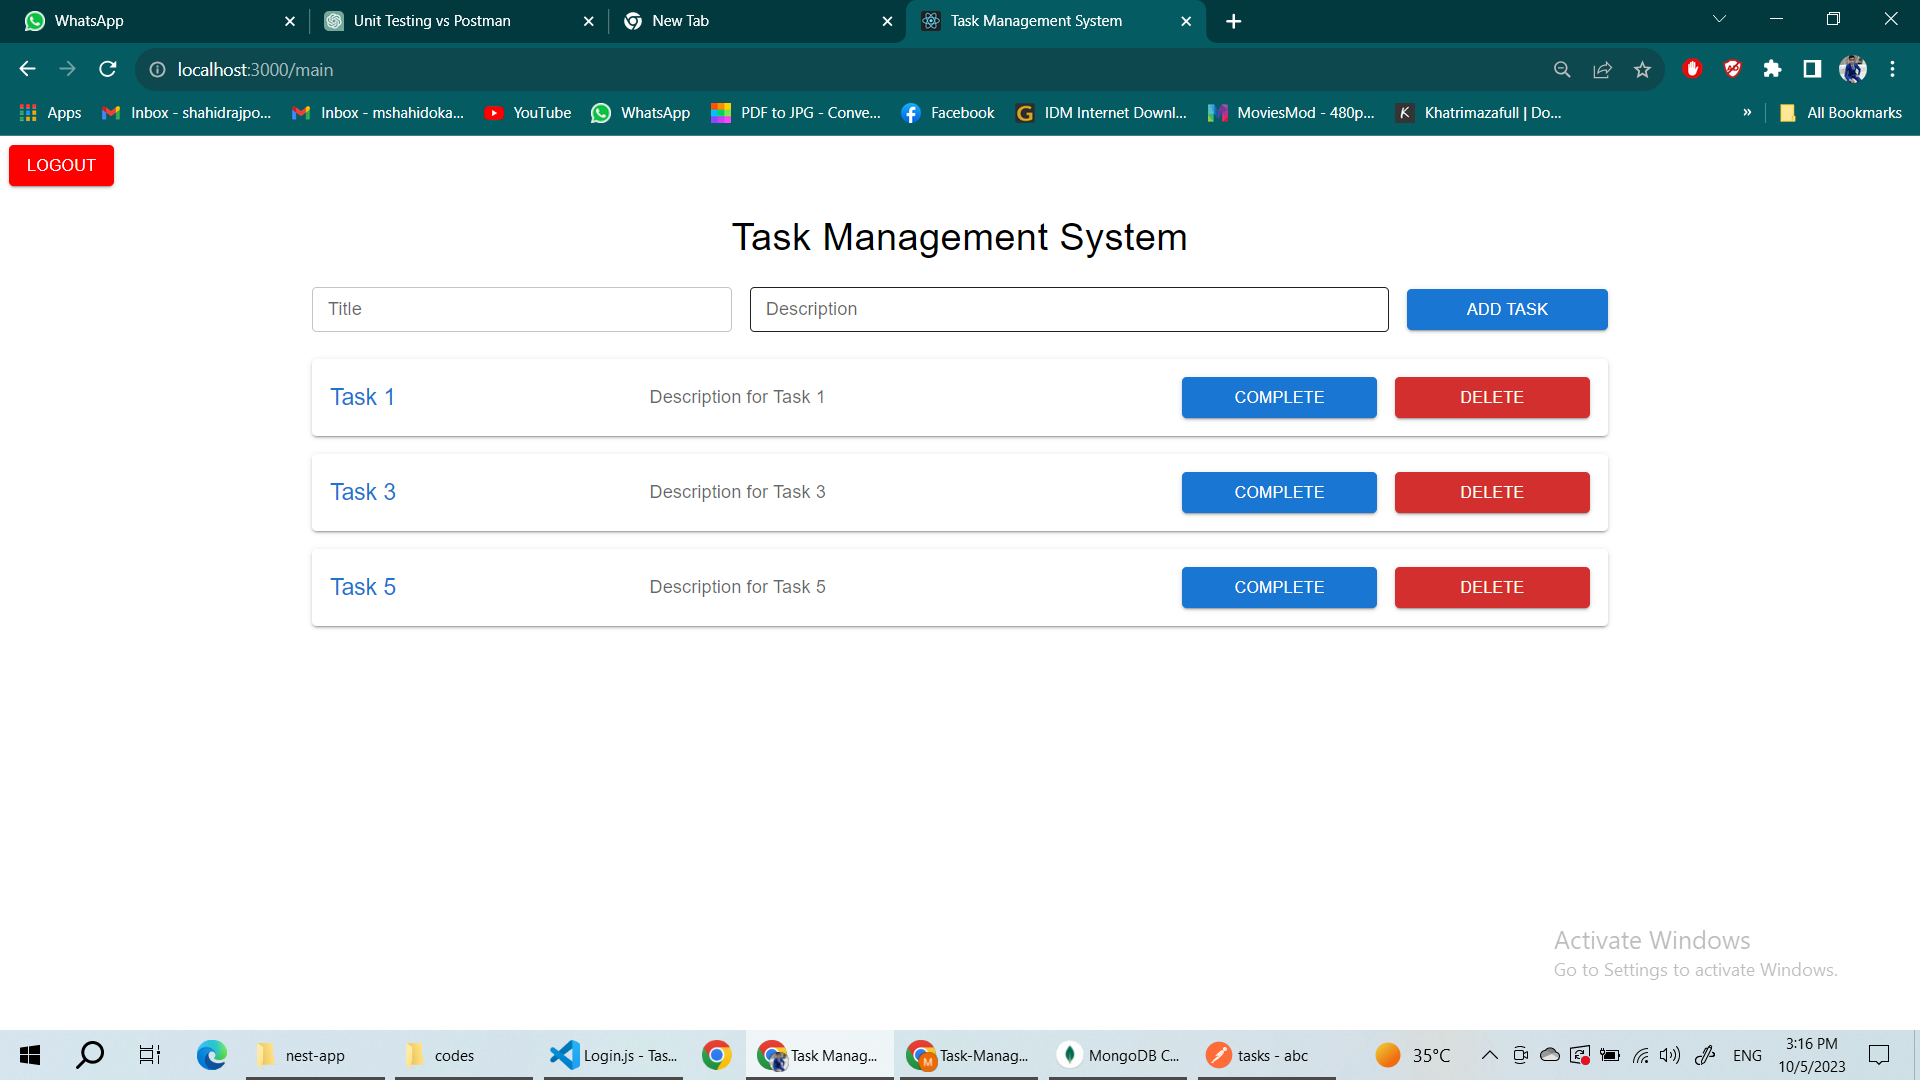 WhatsApp
Unit Testing vs Postman
New Tab
Task Management System
localhost:3000/main
Apps
Inbox - shahidrajpo...
Inbox - mshahidoka...
YouTube
WhatsApp
PDF to JPG - Conve...
Facebook
IDM Internet Downl...
MoviesMod - 480p...
Khatrimazafull | Do...
»
All Bookmarks
LOGOUT
Task Management System
Title
Description
ADD TASK
Task 1
Description for Task 1
COMPLETE
DELETE
Task 3
Description for Task 3
COMPLETE
DELETE
Task 5
Description for Task 5
COMPLETE
DELETE
Activate Windows
Go to Settings to activate Windows.
nest-app
codes
Login.js - Tas...
Task Manag...
Task-Manag...
MongoDB C...
tasks - abc
35°C
ENG
3:16 PM
10/5/2023